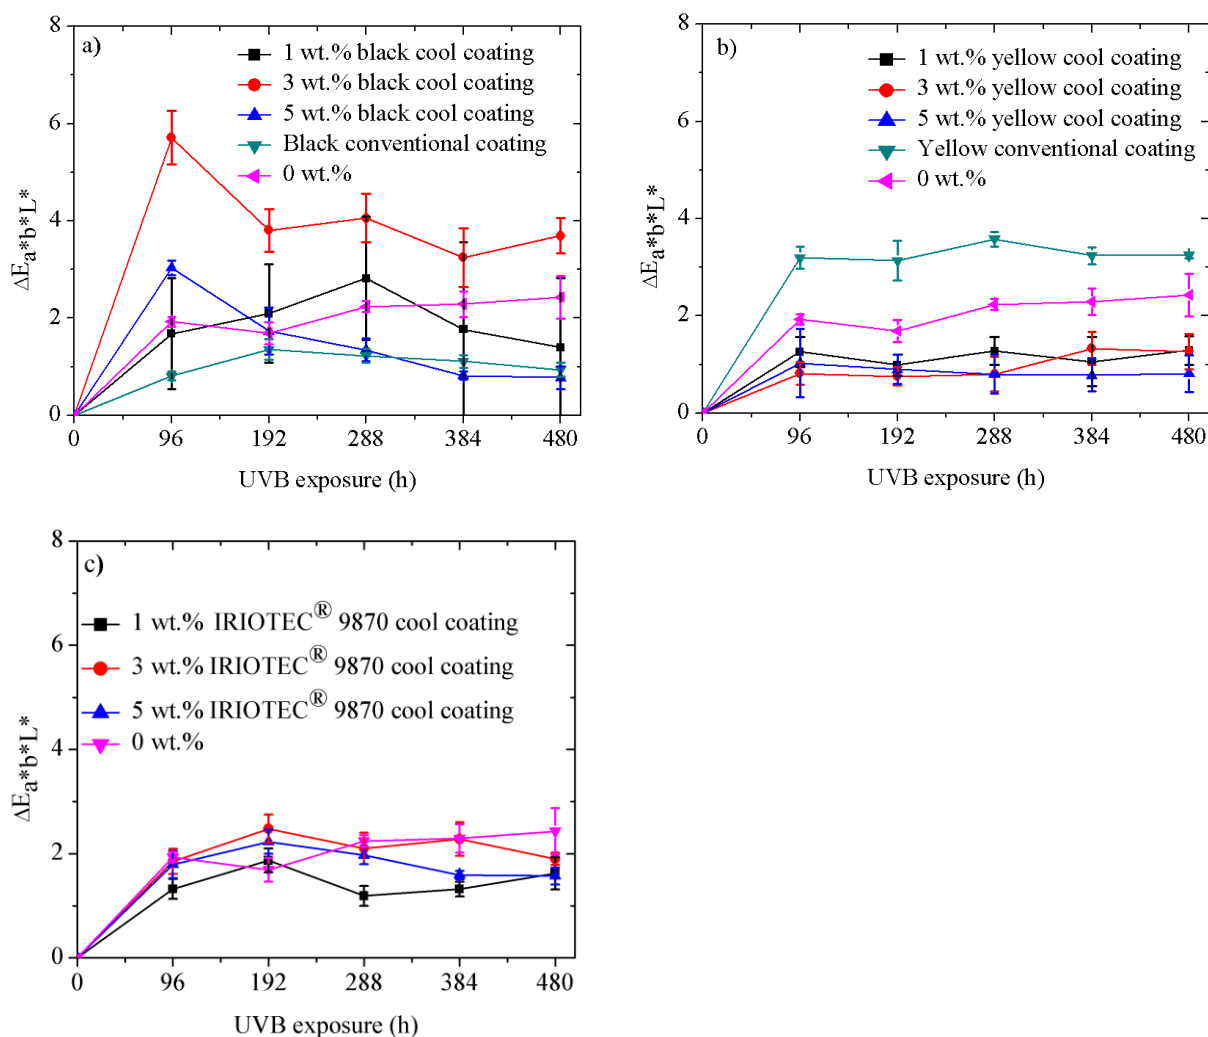 a)
1 wt.% black cool coating
3 wt.% black cool coating
5 wt.% black cool coating
Black conventional coating
0 wt.%
8
6
4
2
0
ΔEa*b*L*
0 96 192 288 384 480
UVB exposure (h)
b)
1 wt.% yellow cool coating
3 wt.% yellow cool coating
5 wt.% yellow cool coating
Yellow conventional coating
0 wt.%
8
6
4
2
0
ΔEa*b*L*
0 96 192 288 384 480
UVB exposure (h)
c)
1 wt.% IRIOTEC® 9870 cool coating
3 wt.% IRIOTEC® 9870 cool coating
5 wt.% IRIOTEC® 9870 cool coating
0 wt.%
8
6
4
2
0
ΔEa*b*L*
0 96 192 288 384 480
UVB exposure (h)